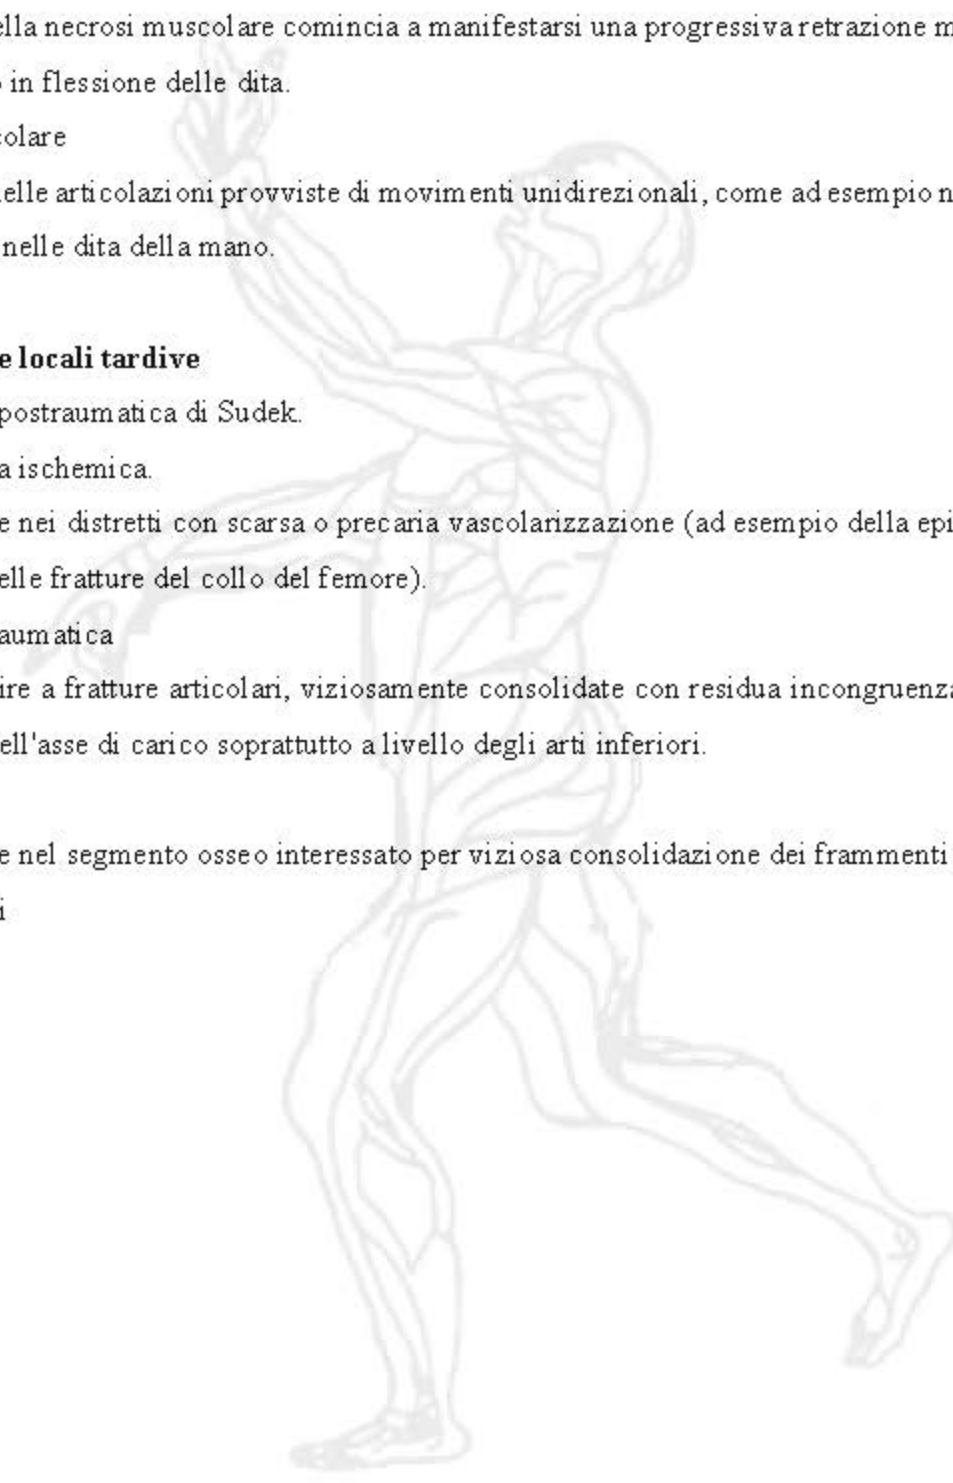 ella necrosi muscolare comincia a manifestarsi una progressiva retrazione m
in flessione delle dita.
colare
elle articolazioni provviste di movimenti unidirezionali, come ad esempio n
nelle dita della mano.
e locali tardive
postraumatica di Sudek.
a ischemica.
e nei distretti con scarsa o precaria vascolarizzazione (ad esempio della epi
elle fratture del collo del femore).
aumatica
ire a fratture articolari, viziosamente consolidate con residua incongruenza
ell'asse di carico soprattutto a livello degli arti inferiori.
e nel segmento osseo interessato per viziosa consolidazione dei frammenti
i